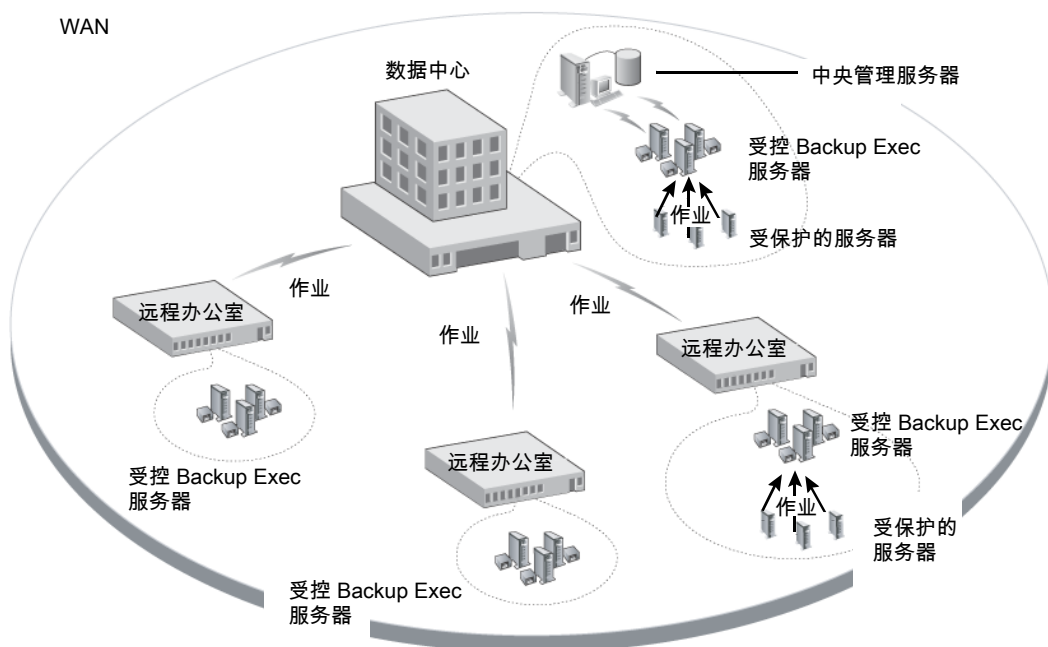 WAN
数据中心
中央管理服务器
受控 Backup Exec
服务器
作业
受保护的服务器
作业
远程办公室
作业
作业
远程办公室
受控 Backup Exec
服务器
受控 Backup Exec
服务器
远程办公室
作业
受保护的
服务器
受控 Backup Exec
服务器